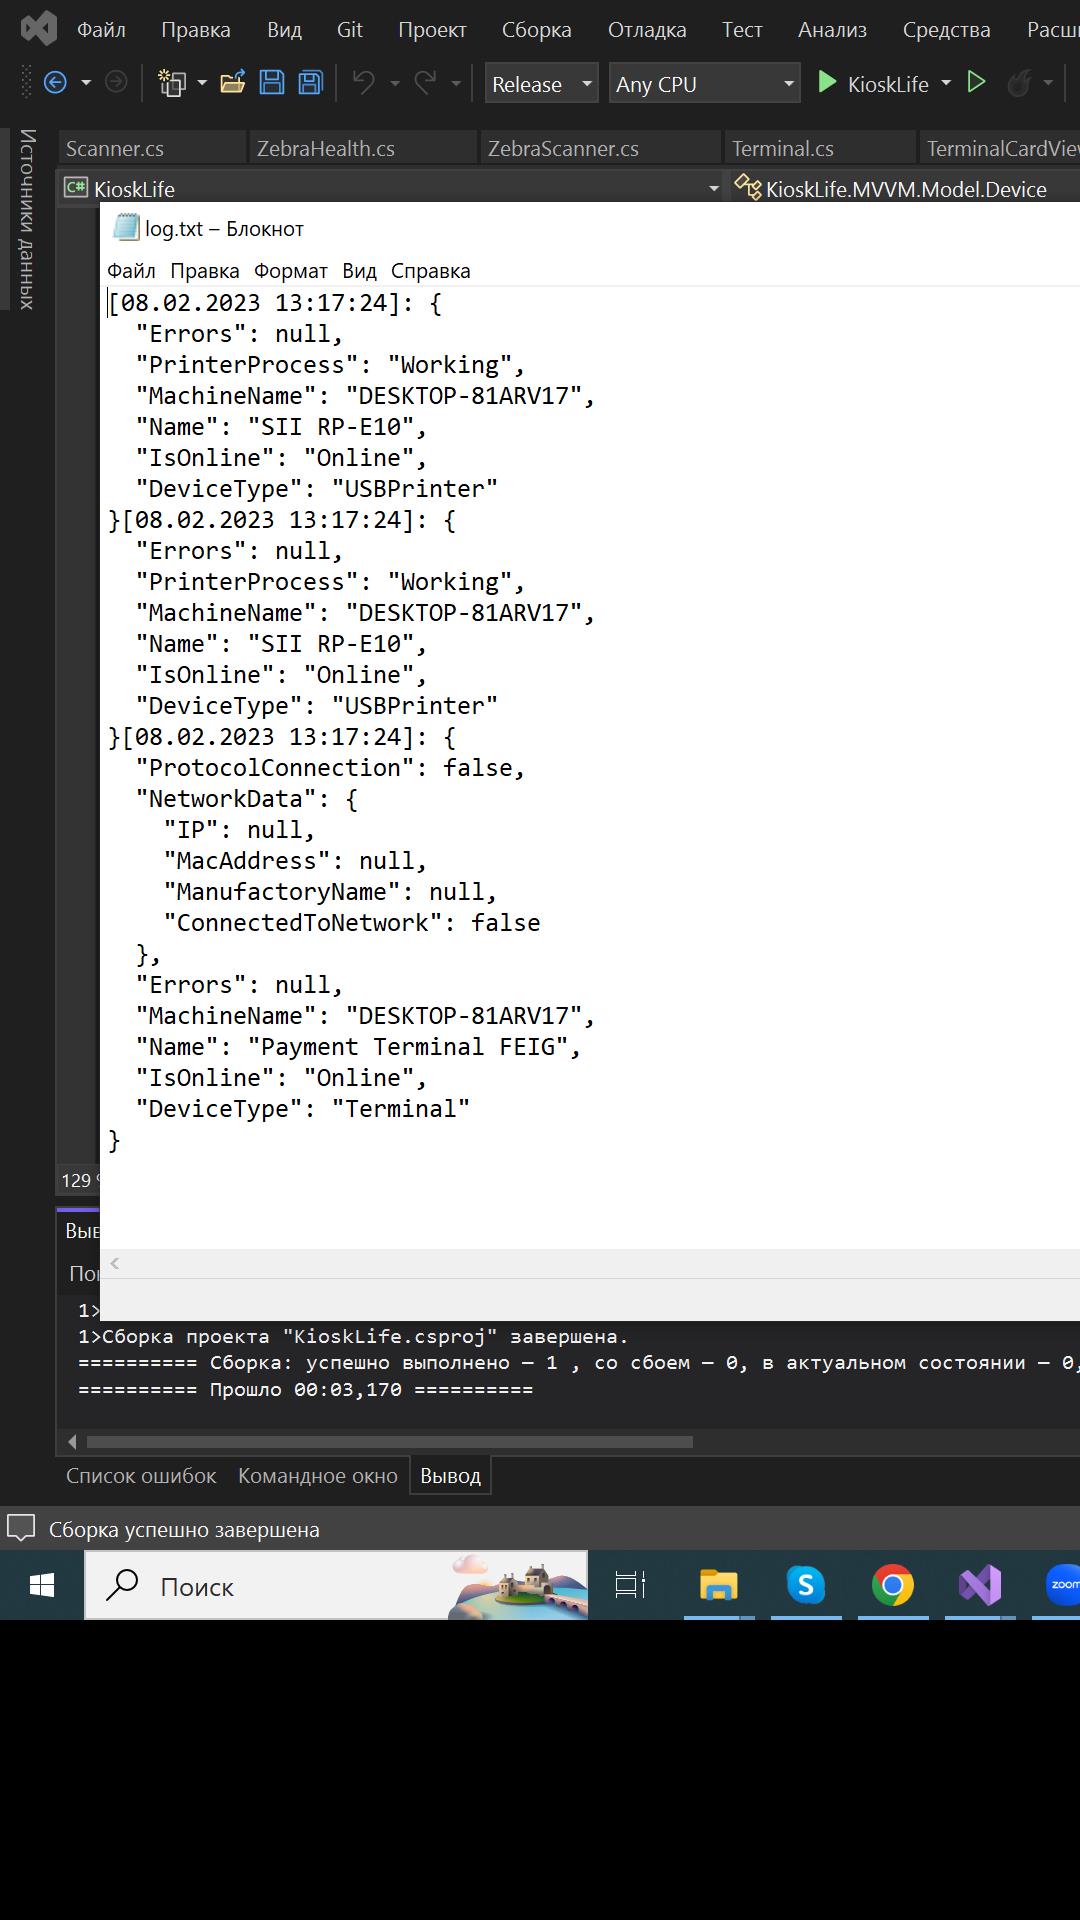 Файл Правка Вид Git Проект Сборка Отладка Тест Анализ Средства
Release Any CPU KioskLife
Источники данных
Scanner.cs ZebraHealth.cs ZebraScanner.cs Terminal.cs TerminalCardVie
C# KioskLife KioskLife.MVVM.Model.Device
log.txt – Блокнот
Файл Правка Формат Вид Справка
[08.02.2023 13:17:24]: {
"Errors": null,
"PrinterProcess": "Working",
"MachineName": "DESKTOP-81ARV17",
"Name": "SII RP-E10",
"IsOnline": "Online",
"DeviceType": "USBPrinter"
}[08.02.2023 13:17:24]: {
"Errors": null,
"PrinterProcess": "Working",
"MachineName": "DESKTOP-81ARV17",
"Name": "SII RP-E10",
"IsOnline": "Online",
"DeviceType": "USBPrinter"
}[08.02.2023 13:17:24]: {
"ProtocolConnection": false,
"NetworkData": {
"IP": null,
"MacAddress": null,
"ManufactoryName": null,
"ConnectedToNetwork": false
},
"Errors": null,
"MachineName": "DESKTOP-81ARV17",
"Name": "Payment Terminal FEIG",
"IsOnline": "Online",
"DeviceType": "Terminal"
}
129
1>
1>Сборка проекта "KioskLife.csproj" завершена.
========== Сборка: успешно выполнено – 1 , со сбоем – 0, в актуальном состоянии – 0,
========== Прошло 00:03,170 ==========
Список ошибок Командное окно Вывод
Сборка успешно завершена
Поиск
zoom